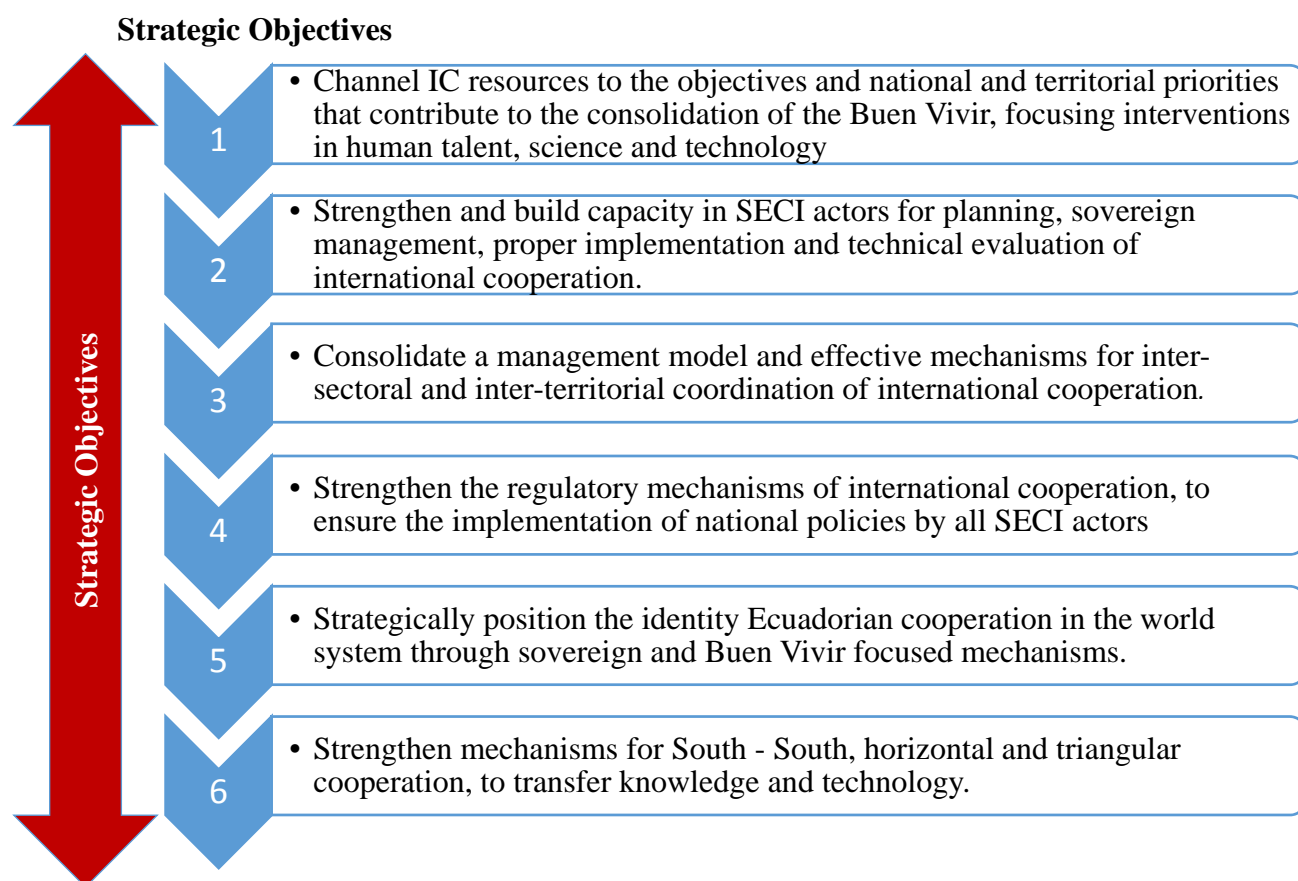 Strategic Objectives
Strategic Objectives
1
• Channel IC resources to the objectives and national and territorial priorities
that contribute to the consolidation of the Buen Vivir, focusing interventions
in human talent, science and technology
2
• Strengthen and build capacity in SECI actors for planning, sovereign
management, proper implementation and technical evaluation of
international cooperation.
3
• Consolidate a management model and effective mechanisms for inter-
sectoral and inter-territorial coordination of international cooperation.
4
• Strengthen the regulatory mechanisms of international cooperation, to
ensure the implementation of national policies by all SECI actors
5
• Strategically position the identity Ecuadorian cooperation in the world
system through sovereign and Buen Vivir focused mechanisms.
6
• Strengthen mechanisms for South - South, horizontal and triangular
cooperation, to transfer knowledge and technology.